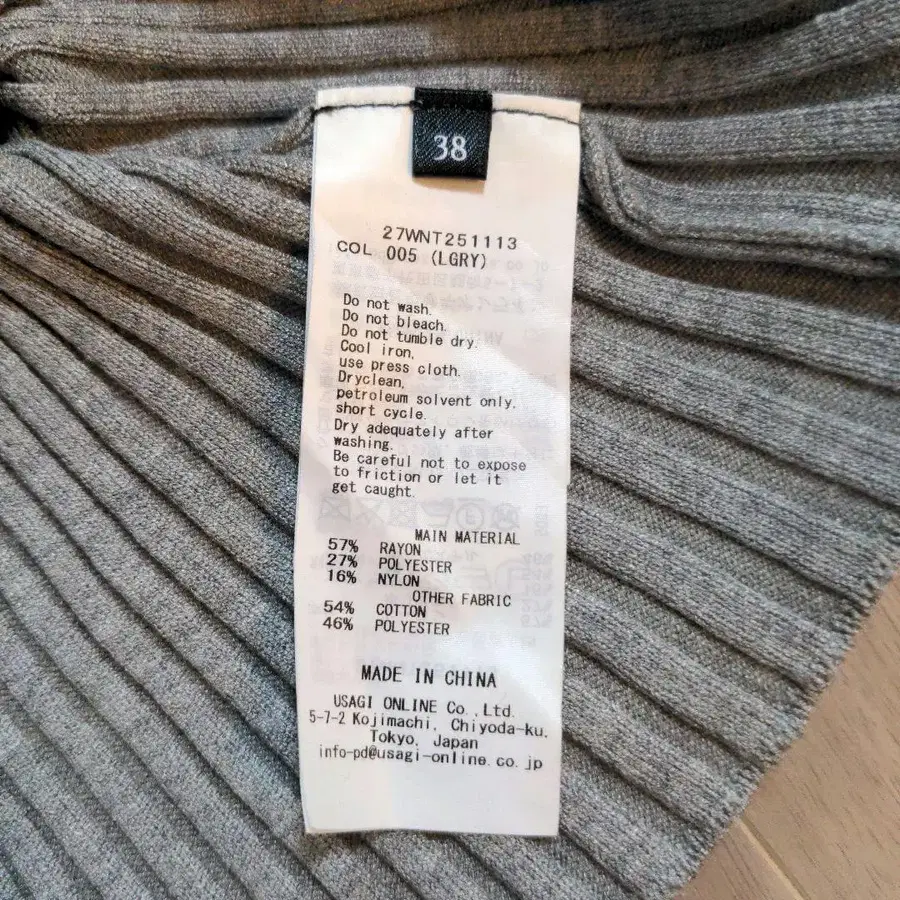 38
27WNT251113
COL 005 (LGRY)
Do not wash.
Do not bleach.
Do not tumble dry.
Cool iron,
use press cloth.
Dryclean,
petroleum solvent only,
short cycle.
Dry adequately after
washing.
Be careful not to expose
to friction or let it
get caught.
MAIN MATERIAL
57% RAYON
27% POLYESTER
16% NYLON
OTHER FABRIC
54% COTTON
46% POLYESTER
MADE IN CHINA
USAGI ONLINE Co.,Ltd.
5-7-2 Kojimachi, Chiyoda-ku,
Tokyo, Japan
info-pd@usagi-online.co.jp